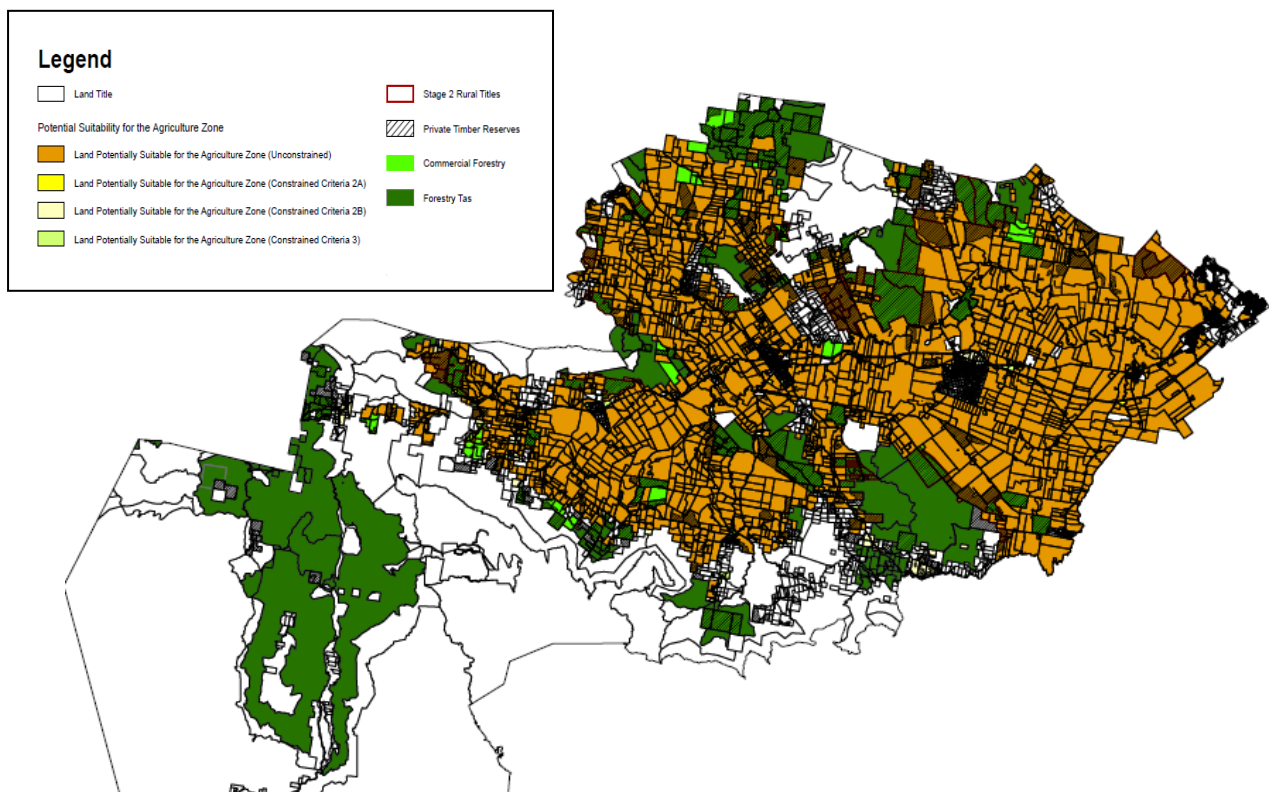 Legend
Land Title
Potential Suitability for the Agriculture Zone
Land Potentially Suitable for the Agriculture Zone (Unconstrained)
Land Potentially Suitable for the Agriculture Zone (Constrained Criteria 2A)
Land Potentially Suitable for the Agriculture Zone (Constrained Criteria 2B)
Land Potentially Suitable for the Agriculture Zone (Constrained Criteria 3)
Stage 2 Rural Titles
Private Timber Reserves
Commercial Forestry
Forestry Tas